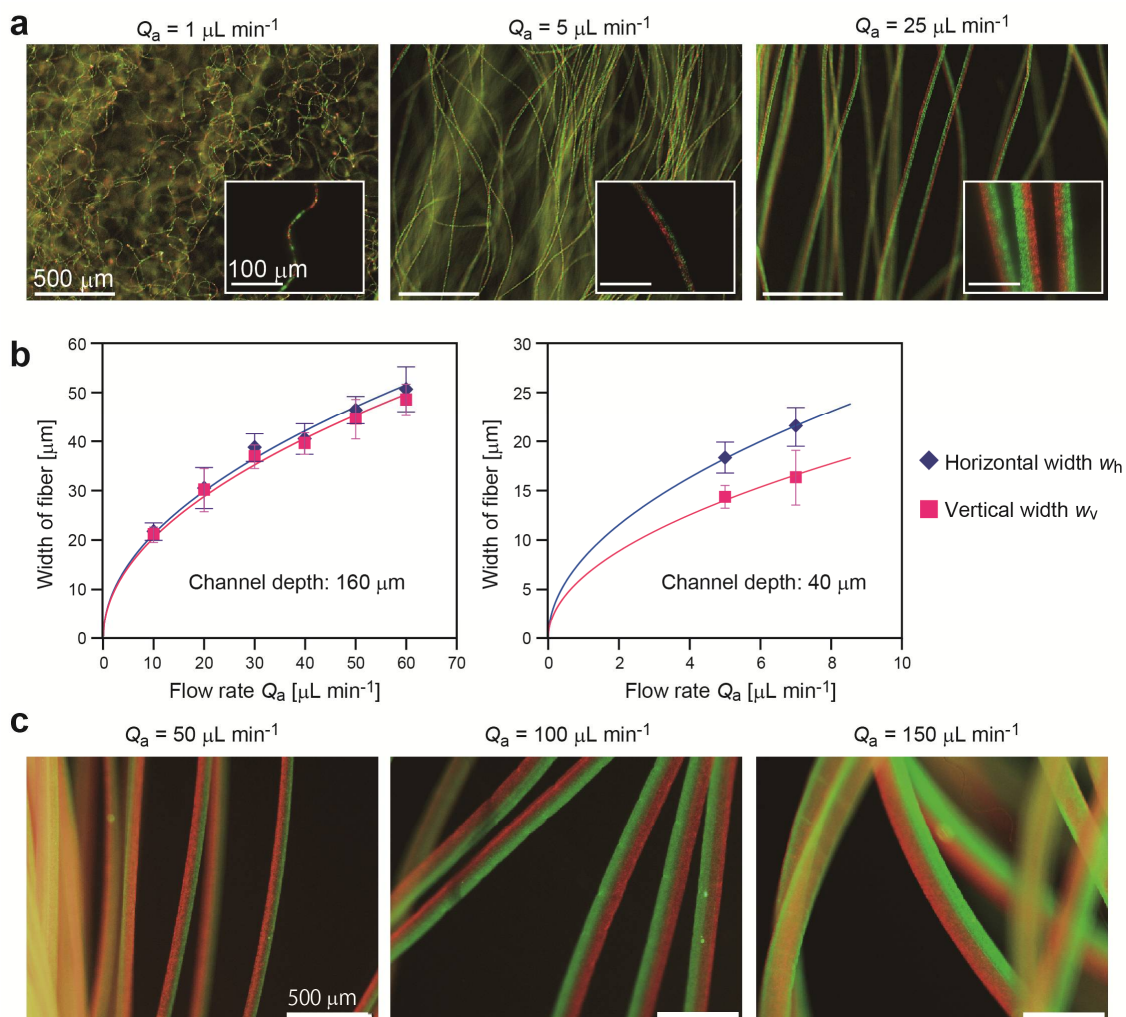 a
Qa = 1 μL min-1
Qa = 5 μL min-1
Qa = 25 μL min-1
500 μm
100 μm
b
60
50
40
30
20
10
0
0 10 20 30 40 50 60 70
Width of fiber [μm]
Flow rate Qa [μL min-1]
Channel depth: 160 μm
30
25
20
15
10
5
0
0 2 4 6 8 10
Width of fiber [μm]
Flow rate Qa [μL min-1]
Channel depth: 40 μm
Horizontal width wh
Vertical width wv
c
Qa = 50 μL min-1
Qa = 100 μL min-1
Qa = 150 μL min-1
500 μm